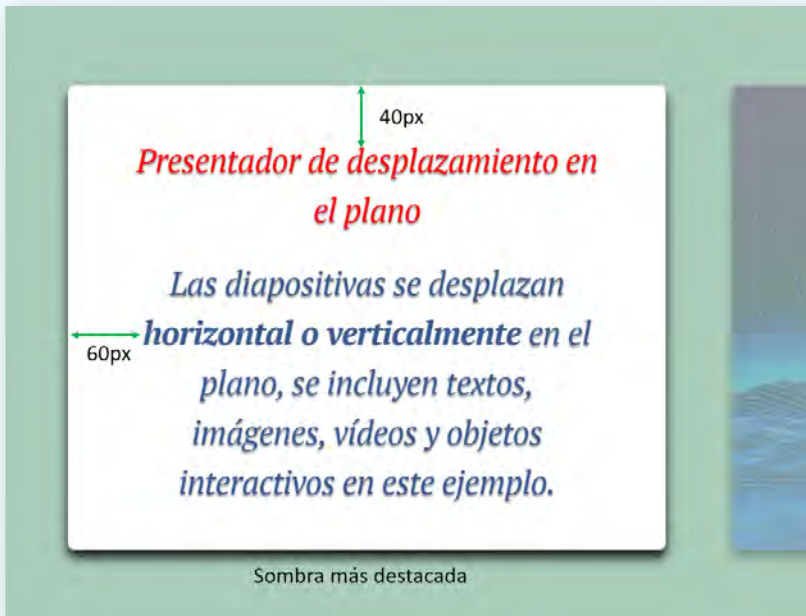 40px
Presentador de desplazamiento en
el plano
Las diapositivas se desplazan
horizontal o verticalmente en el
60px
plano, se incluyen textos,
imágenes, vídeos y objetos
interactivos en este ejemplo.
Sombra más destacada